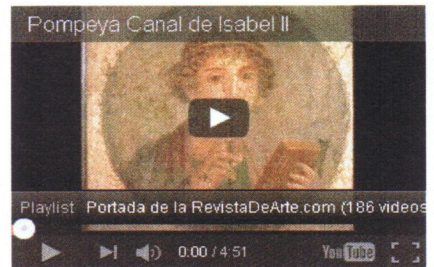 Pompeya Canal de Isabel II
Playlist Portada de la RevistaDeArte.com (186 videos
0:00 / 4:51 YouTube